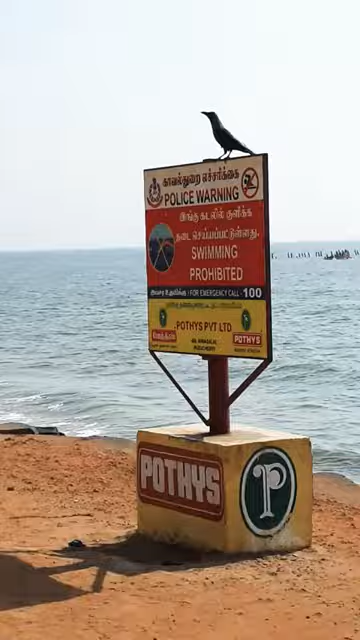 காவல்துறை எச்சரிக்கை
POLICE WARNING
இங்கு கடலில் குளிக்க
தடை செய்யப்பட்டுள்ளது.
SWIMMING
PROHIBITED
FOR EMERGENCY CALL - 100
POTHYS PVT LTD
POTHYS
POTHYS
P